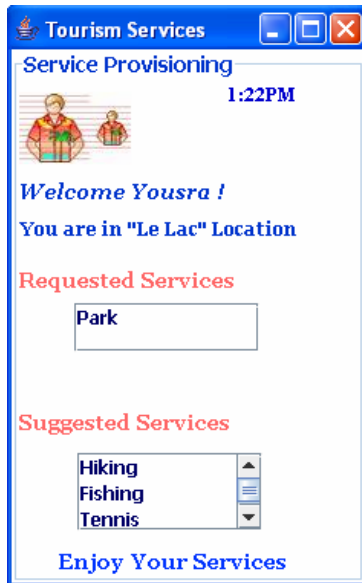 Tourism Services
Service Provisioning
1:22PM
Welcome Yousra !
You are in "Le Lac" Location
Requested Services
Park
Suggested Services
Hiking
Fishing
Tennis
Enjoy Your Services